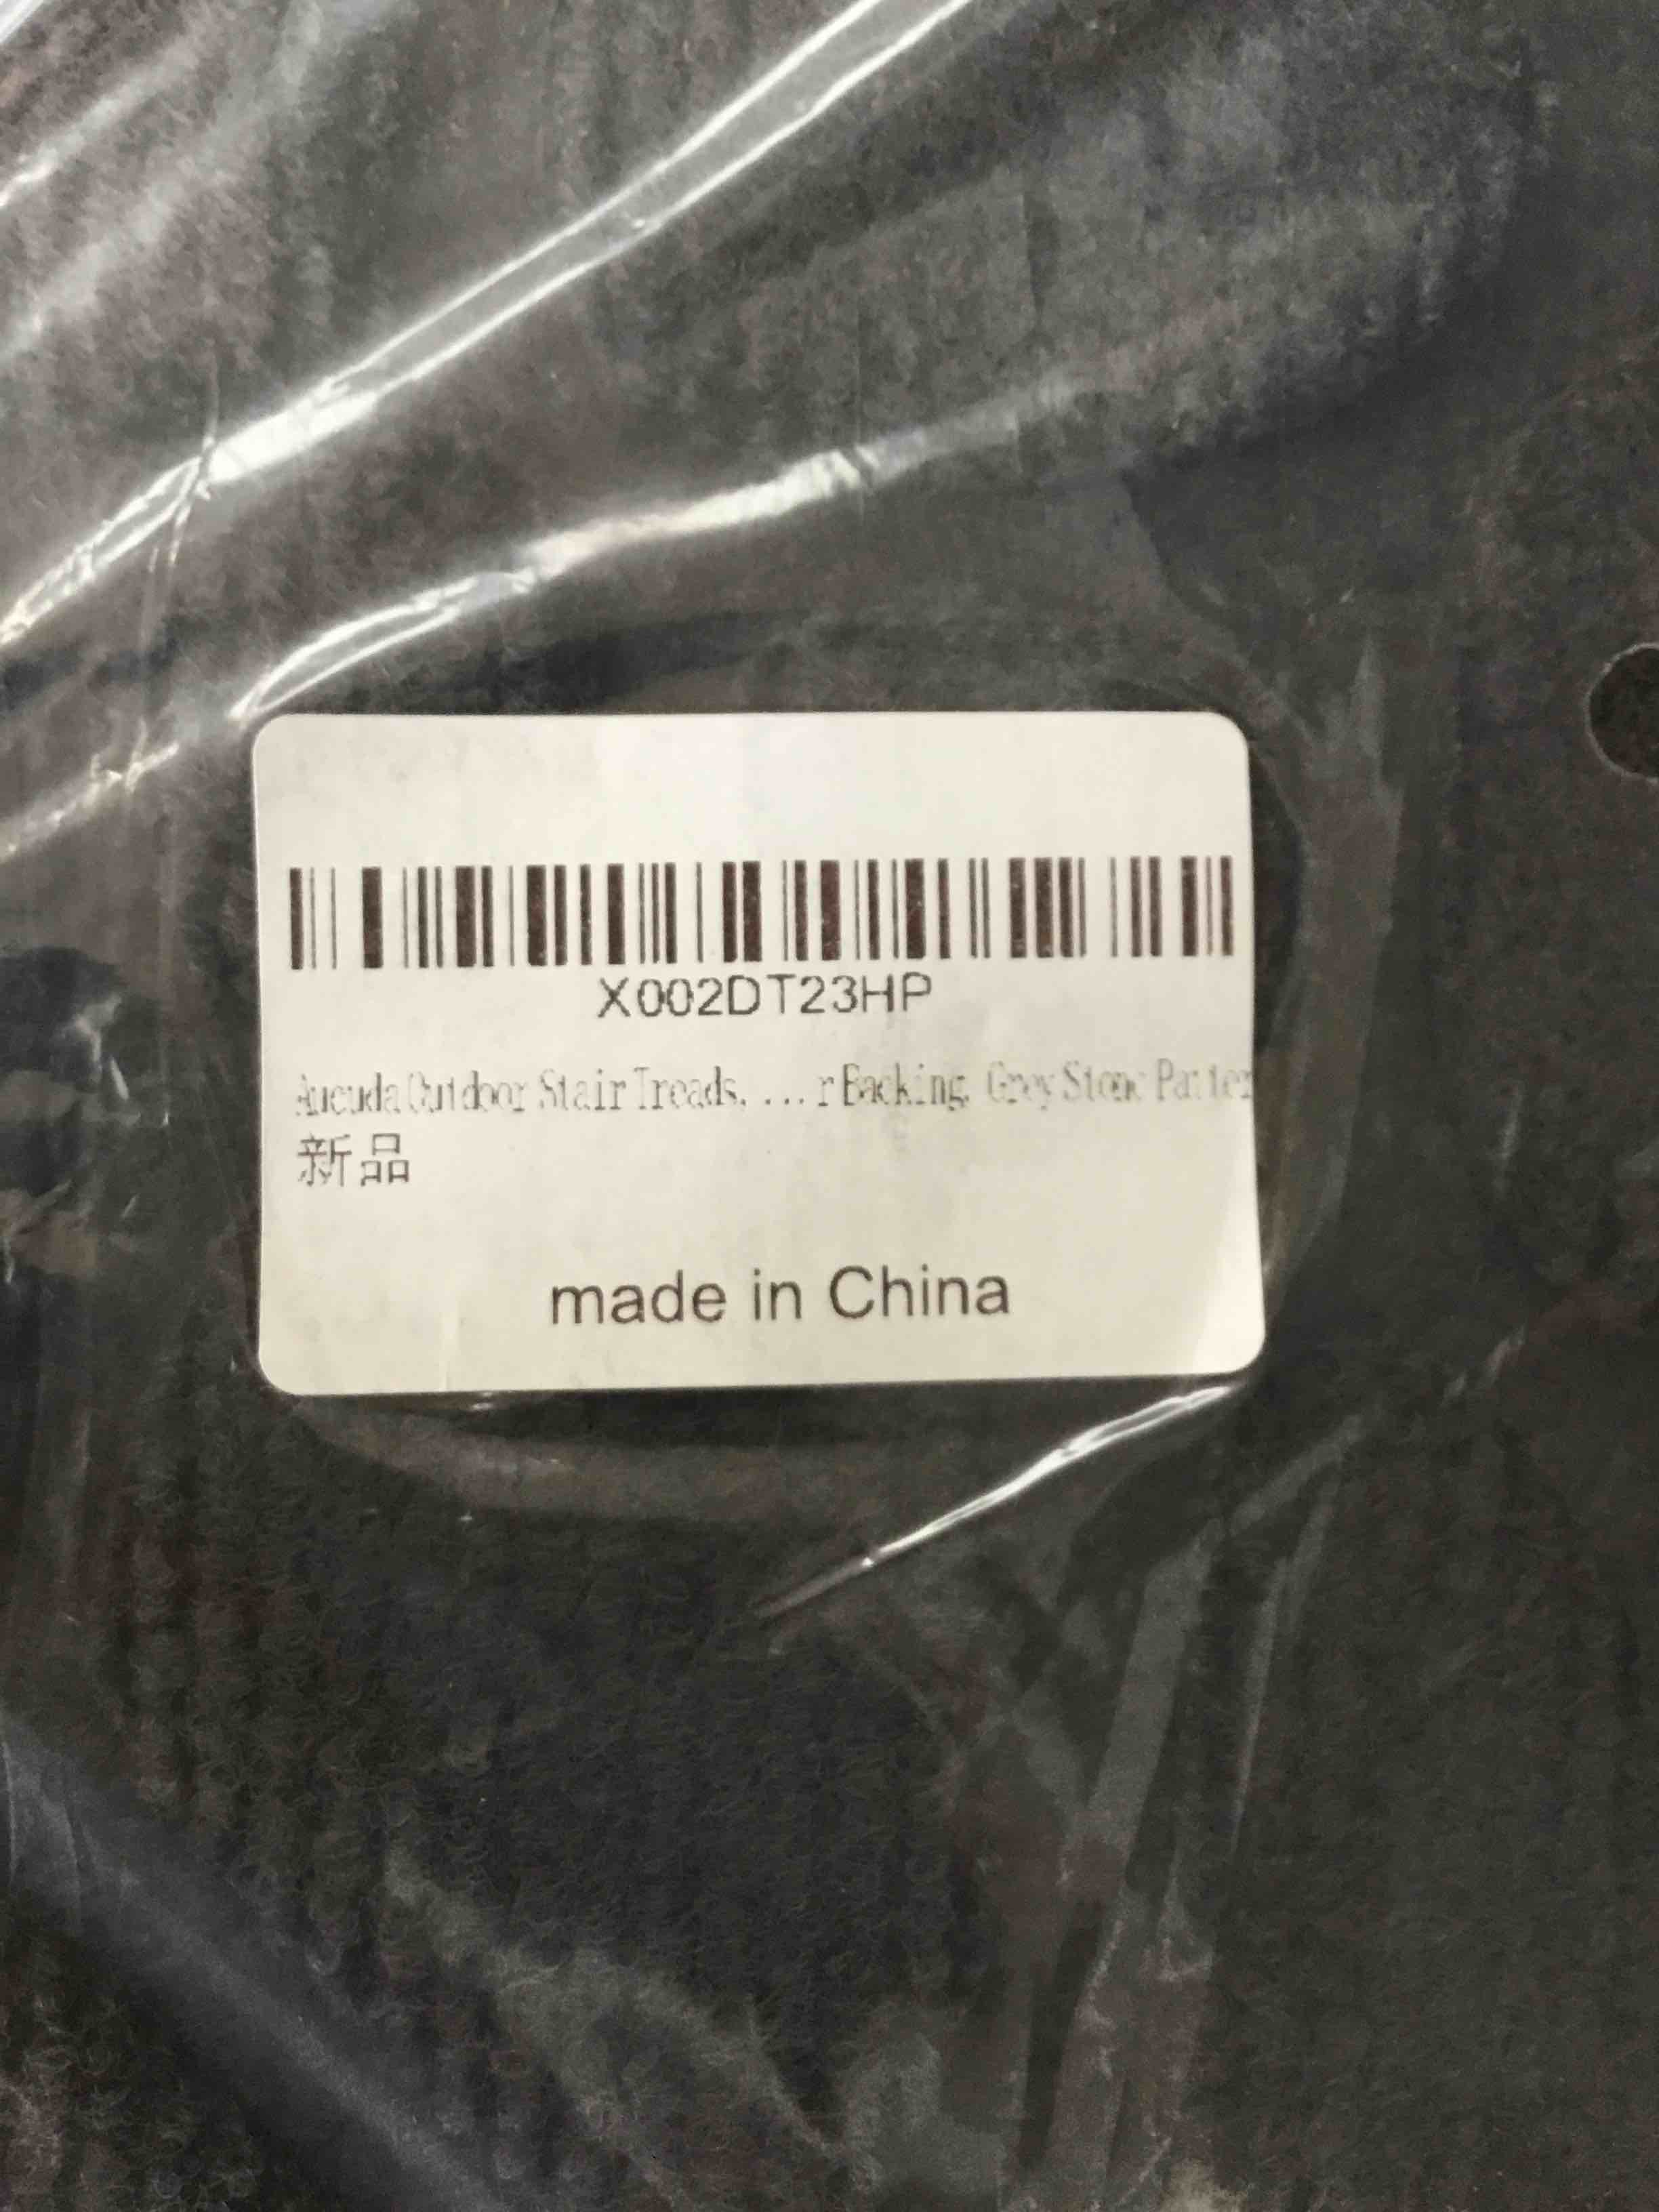 X002DT23HP
Aucuda Outdoor Stair Treads, ...r Backing, Grey Stone Patter
新品
made in China